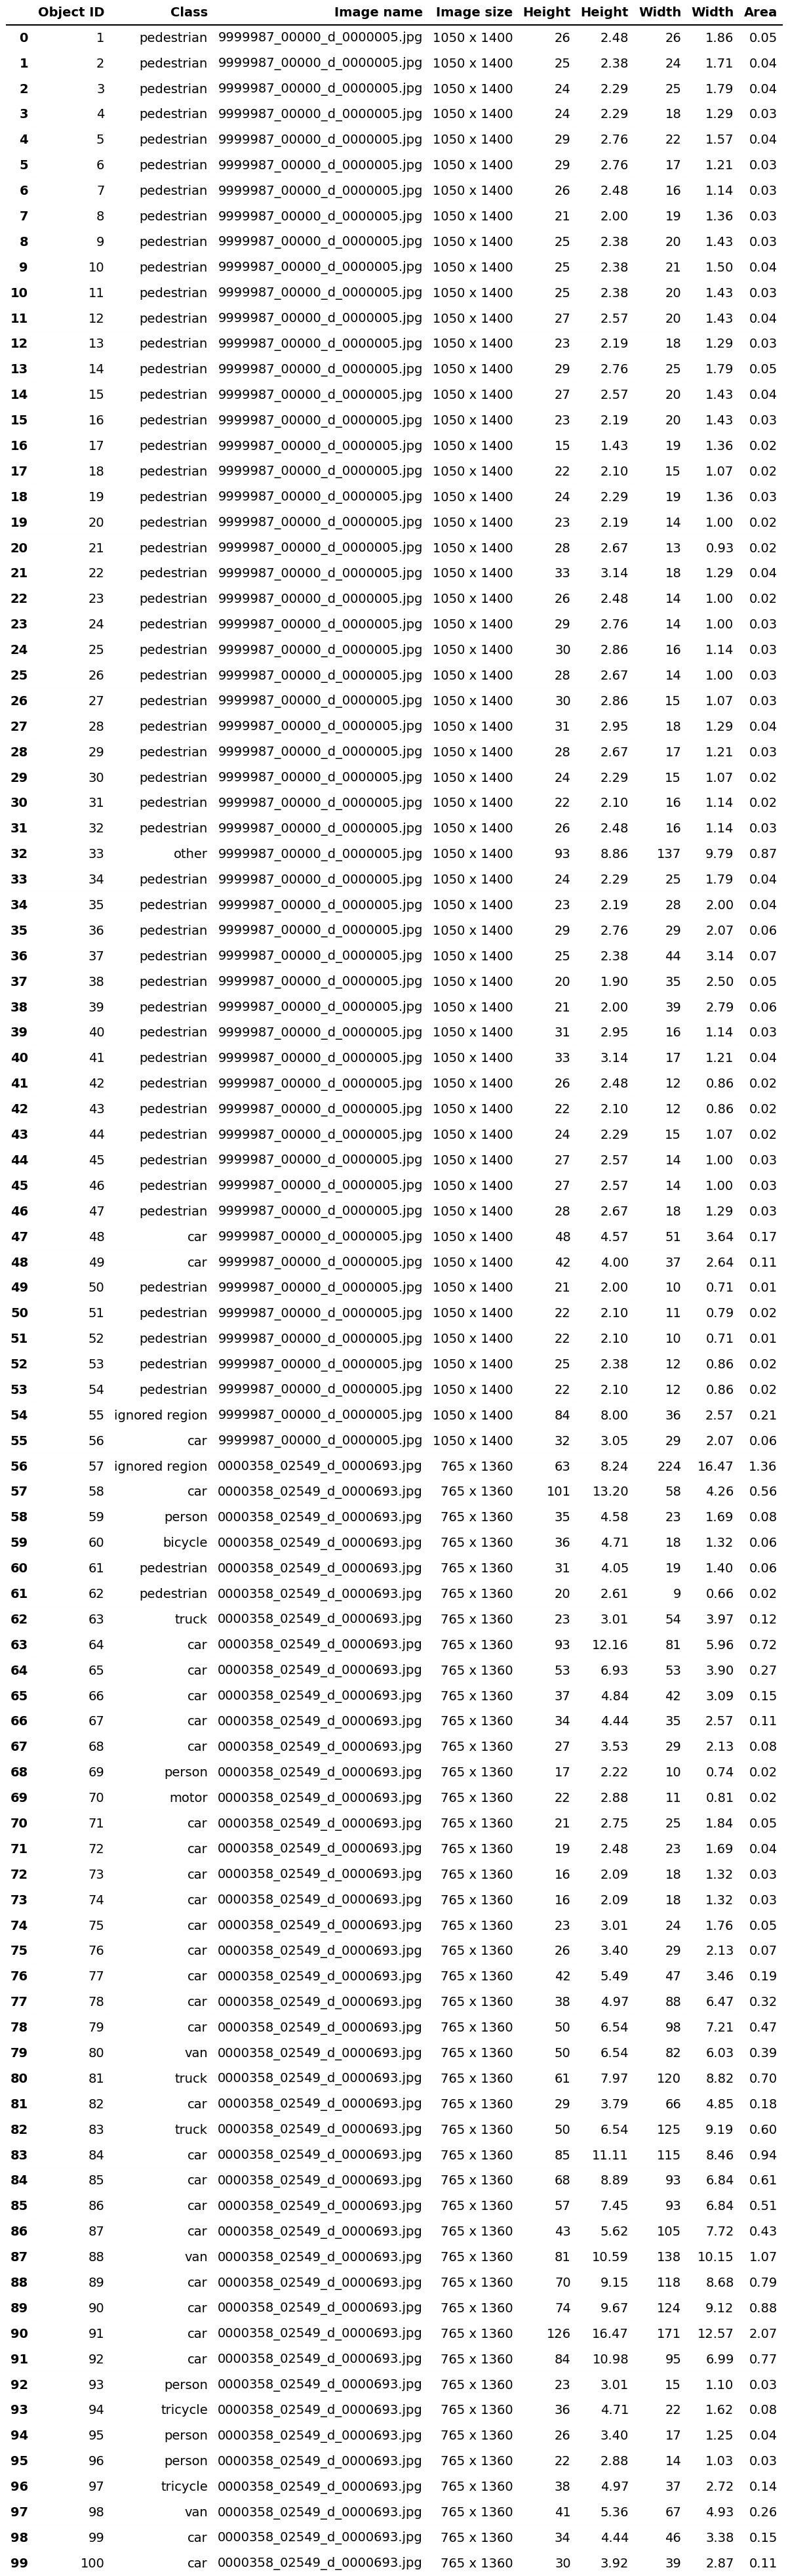 Object ID Class Image name Image size Height Height Width Width Area
0 1 pedestrian 9999987_00000_d_0000005.jpg 1050 x 1400 26 2.48 26 1.86 0.05
1 2 pedestrian 9999987_00000_d_0000005.jpg 1050 x 1400 25 2.38 24 1.71 0.04
2 3 pedestrian 9999987_00000_d_0000005.jpg 1050 x 1400 24 2.29 25 1.79 0.04
3 4 pedestrian 9999987_00000_d_0000005.jpg 1050 x 1400 24 2.29 18 1.29 0.03
4 5 pedestrian 9999987_00000_d_0000005.jpg 1050 x 1400 29 2.76 22 1.57 0.04
5 6 pedestrian 9999987_00000_d_0000005.jpg 1050 x 1400 29 2.76 17 1.21 0.03
6 7 pedestrian 9999987_00000_d_0000005.jpg 1050 x 1400 26 2.48 16 1.14 0.03
7 8 pedestrian 9999987_00000_d_0000005.jpg 1050 x 1400 21 2.00 19 1.36 0.03
8 9 pedestrian 9999987_00000_d_0000005.jpg 1050 x 1400 25 2.38 20 1.43 0.03
9 10 pedestrian 9999987_00000_d_0000005.jpg 1050 x 1400 25 2.38 21 1.50 0.04
10 11 pedestrian 9999987_00000_d_0000005.jpg 1050 x 1400 25 2.38 20 1.43 0.03
11 12 pedestrian 9999987_00000_d_0000005.jpg 1050 x 1400 27 2.57 20 1.43 0.04
12 13 pedestrian 9999987_00000_d_0000005.jpg 1050 x 1400 23 2.19 18 1.29 0.03
13 14 pedestrian 9999987_00000_d_0000005.jpg 1050 x 1400 29 2.76 25 1.79 0.05
14 15 pedestrian 9999987_00000_d_0000005.jpg 1050 x 1400 27 2.57 20 1.43 0.04
15 16 pedestrian 9999987_00000_d_0000005.jpg 1050 x 1400 23 2.19 20 1.43 0.03
16 17 pedestrian 9999987_00000_d_0000005.jpg 1050 x 1400 15 1.43 19 1.36 0.02
17 18 pedestrian 9999987_00000_d_0000005.jpg 1050 x 1400 22 2.10 15 1.07 0.02
18 19 pedestrian 9999987_00000_d_0000005.jpg 1050 x 1400 24 2.29 19 1.36 0.03
19 20 pedestrian 9999987_00000_d_0000005.jpg 1050 x 1400 23 2.19 14 1.00 0.02
20 21 pedestrian 9999987_00000_d_0000005.jpg 1050 x 1400 28 2.67 13 0.93 0.02
21 22 pedestrian 9999987_00000_d_0000005.jpg 1050 x 1400 33 3.14 18 1.29 0.04
22 23 pedestrian 9999987_00000_d_0000005.jpg 1050 x 1400 26 2.48 14 1.00 0.02
23 24 pedestrian 9999987_00000_d_0000005.jpg 1050 x 1400 29 2.76 14 1.00 0.03
24 25 pedestrian 9999987_00000_d_0000005.jpg 1050 x 1400 30 2.86 16 1.14 0.03
25 26 pedestrian 9999987_00000_d_0000005.jpg 1050 x 1400 28 2.67 14 1.00 0.03
26 27 pedestrian 9999987_00000_d_0000005.jpg 1050 x 1400 30 2.86 15 1.07 0.03
27 28 pedestrian 9999987_00000_d_0000005.jpg 1050 x 1400 31 2.95 18 1.29 0.04
28 29 pedestrian 9999987_00000_d_0000005.jpg 1050 x 1400 28 2.67 17 1.21 0.03
29 30 pedestrian 9999987_00000_d_0000005.jpg 1050 x 1400 24 2.29 15 1.07 0.02
30 31 pedestrian 9999987_00000_d_0000005.jpg 1050 x 1400 22 2.10 16 1.14 0.02
31 32 pedestrian 9999987_00000_d_0000005.jpg 1050 x 1400 26 2.48 16 1.14 0.03
32 33 other 9999987_00000_d_0000005.jpg 1050 x 1400 93 8.86 137 9.79 0.87
33 34 pedestrian 9999987_00000_d_0000005.jpg 1050 x 1400 24 2.29 25 1.79 0.04
34 35 pedestrian 9999987_00000_d_0000005.jpg 1050 x 1400 23 2.19 28 2.00 0.04
35 36 pedestrian 9999987_00000_d_0000005.jpg 1050 x 1400 29 2.76 29 2.07 0.06
36 37 pedestrian 9999987_00000_d_0000005.jpg 1050 x 1400 25 2.38 44 3.14 0.07
37 38 pedestrian 9999987_00000_d_0000005.jpg 1050 x 1400 20 1.90 35 2.50 0.05
38 39 pedestrian 9999987_00000_d_0000005.jpg 1050 x 1400 21 2.00 39 2.79 0.06
39 40 pedestrian 9999987_00000_d_0000005.jpg 1050 x 1400 31 2.95 16 1.14 0.03
40 41 pedestrian 9999987_00000_d_0000005.jpg 1050 x 1400 33 3.14 17 1.21 0.04
41 42 pedestrian 9999987_00000_d_0000005.jpg 1050 x 1400 26 2.48 12 0.86 0.02
42 43 pedestrian 9999987_00000_d_0000005.jpg 1050 x 1400 22 2.10 12 0.86 0.02
43 44 pedestrian 9999987_00000_d_0000005.jpg 1050 x 1400 24 2.29 15 1.07 0.02
44 45 pedestrian 9999987_00000_d_0000005.jpg 1050 x 1400 27 2.57 14 1.00 0.03
45 46 pedestrian 9999987_00000_d_0000005.jpg 1050 x 1400 27 2.57 14 1.00 0.03
46 47 pedestrian 9999987_00000_d_0000005.jpg 1050 x 1400 28 2.67 18 1.29 0.03
47 48 car 9999987_00000_d_0000005.jpg 1050 x 1400 48 4.57 51 3.64 0.17
48 49 car 9999987_00000_d_0000005.jpg 1050 x 1400 42 4.00 37 2.64 0.11
49 50 pedestrian 9999987_00000_d_0000005.jpg 1050 x 1400 21 2.00 10 0.71 0.01
50 51 pedestrian 9999987_00000_d_0000005.jpg 1050 x 1400 22 2.10 11 0.79 0.02
51 52 pedestrian 9999987_00000_d_0000005.jpg 1050 x 1400 22 2.10 10 0.71 0.01
52 53 pedestrian 9999987_00000_d_0000005.jpg 1050 x 1400 25 2.38 12 0.86 0.02
53 54 pedestrian 9999987_00000_d_0000005.jpg 1050 x 1400 22 2.10 12 0.86 0.02
54 55 ignored region 9999987_00000_d_0000005.jpg 1050 x 1400 84 8.00 36 2.57 0.21
55 56 car 9999987_00000_d_0000005.jpg 1050 x 1400 32 3.05 29 2.07 0.06
56 57 ignored region 0000358_02549_d_0000693.jpg 765 x 1360 63 8.24 224 16.47 1.36
57 58 car 0000358_02549_d_0000693.jpg 765 x 1360 101 13.20 58 4.26 0.56
58 59 person 0000358_02549_d_0000693.jpg 765 x 1360 35 4.58 23 1.69 0.08
59 60 bicycle 0000358_02549_d_0000693.jpg 765 x 1360 36 4.71 18 1.32 0.06
60 61 pedestrian 0000358_02549_d_0000693.jpg 765 x 1360 31 4.05 19 1.40 0.06
61 62 pedestrian 0000358_02549_d_0000693.jpg 765 x 1360 20 2.61 9 0.66 0.02
62 63 truck 0000358_02549_d_0000693.jpg 765 x 1360 23 3.01 54 3.97 0.12
63 64 car 0000358_02549_d_0000693.jpg 765 x 1360 93 12.16 81 5.96 0.72
64 65 car 0000358_02549_d_0000693.jpg 765 x 1360 53 6.93 53 3.90 0.27
65 66 car 0000358_02549_d_0000693.jpg 765 x 1360 37 4.84 42 3.09 0.15
66 67 car 0000358_02549_d_0000693.jpg 765 x 1360 34 4.44 35 2.57 0.11
67 68 car 0000358_02549_d_0000693.jpg 765 x 1360 27 3.53 29 2.13 0.08
68 69 person 0000358_02549_d_0000693.jpg 765 x 1360 17 2.22 10 0.74 0.02
69 70 motor 0000358_02549_d_0000693.jpg 765 x 1360 22 2.88 11 0.81 0.02
70 71 car 0000358_02549_d_0000693.jpg 765 x 1360 21 2.75 25 1.84 0.05
71 72 car 0000358_02549_d_0000693.jpg 765 x 1360 19 2.48 23 1.69 0.04
72 73 car 0000358_02549_d_0000693.jpg 765 x 1360 16 2.09 18 1.32 0.03
73 74 car 0000358_02549_d_0000693.jpg 765 x 1360 16 2.09 18 1.32 0.03
74 75 car 0000358_02549_d_0000693.jpg 765 x 1360 23 3.01 24 1.76 0.05
75 76 car 0000358_02549_d_0000693.jpg 765 x 1360 26 3.40 29 2.13 0.07
76 77 car 0000358_02549_d_0000693.jpg 765 x 1360 42 5.49 47 3.46 0.19
77 78 car 0000358_02549_d_0000693.jpg 765 x 1360 38 4.97 88 6.47 0.32
78 79 car 0000358_02549_d_0000693.jpg 765 x 1360 50 6.54 98 7.21 0.47
79 80 van 0000358_02549_d_0000693.jpg 765 x 1360 50 6.54 82 6.03 0.39
80 81 truck 0000358_02549_d_0000693.jpg 765 x 1360 61 7.97 120 8.82 0.70
81 82 car 0000358_02549_d_0000693.jpg 765 x 1360 29 3.79 66 4.85 0.18
82 83 truck 0000358_02549_d_0000693.jpg 765 x 1360 50 6.54 125 9.19 0.60
83 84 car 0000358_02549_d_0000693.jpg 765 x 1360 85 11.11 115 8.46 0.94
84 85 car 0000358_02549_d_0000693.jpg 765 x 1360 68 8.89 93 6.84 0.61
85 86 car 0000358_02549_d_0000693.jpg 765 x 1360 57 7.45 93 6.84 0.51
86 87 car 0000358_02549_d_0000693.jpg 765 x 1360 43 5.62 105 7.72 0.43
87 88 van 0000358_02549_d_0000693.jpg 765 x 1360 81 10.59 138 10.15 1.07
88 89 car 0000358_02549_d_0000693.jpg 765 x 1360 70 9.15 118 8.68 0.79
89 90 car 0000358_02549_d_0000693.jpg 765 x 1360 74 9.67 124 9.12 0.88
90 91 car 0000358_02549_d_0000693.jpg 765 x 1360 126 16.47 171 12.57 2.07
91 92 car 0000358_02549_d_0000693.jpg 765 x 1360 84 10.98 95 6.99 0.77
92 93 person 0000358_02549_d_0000693.jpg 765 x 1360 23 3.01 15 1.10 0.03
93 94 tricycle 0000358_02549_d_0000693.jpg 765 x 1360 36 4.71 22 1.62 0.08
94 95 person 0000358_02549_d_0000693.jpg 765 x 1360 26 3.40 17 1.25 0.04
95 96 person 0000358_02549_d_0000693.jpg 765 x 1360 22 2.88 14 1.03 0.03
96 97 tricycle 0000358_02549_d_0000693.jpg 765 x 1360 38 4.97 37 2.72 0.14
97 98 van 0000358_02549_d_0000693.jpg 765 x 1360 41 5.36 67 4.93 0.26
98 99 car 0000358_02549_d_0000693.jpg 765 x 1360 34 4.44 46 3.38 0.15
99 100 car 0000358_02549_d_0000693.jpg 765 x 1360 30 3.92 39 2.87 0.11